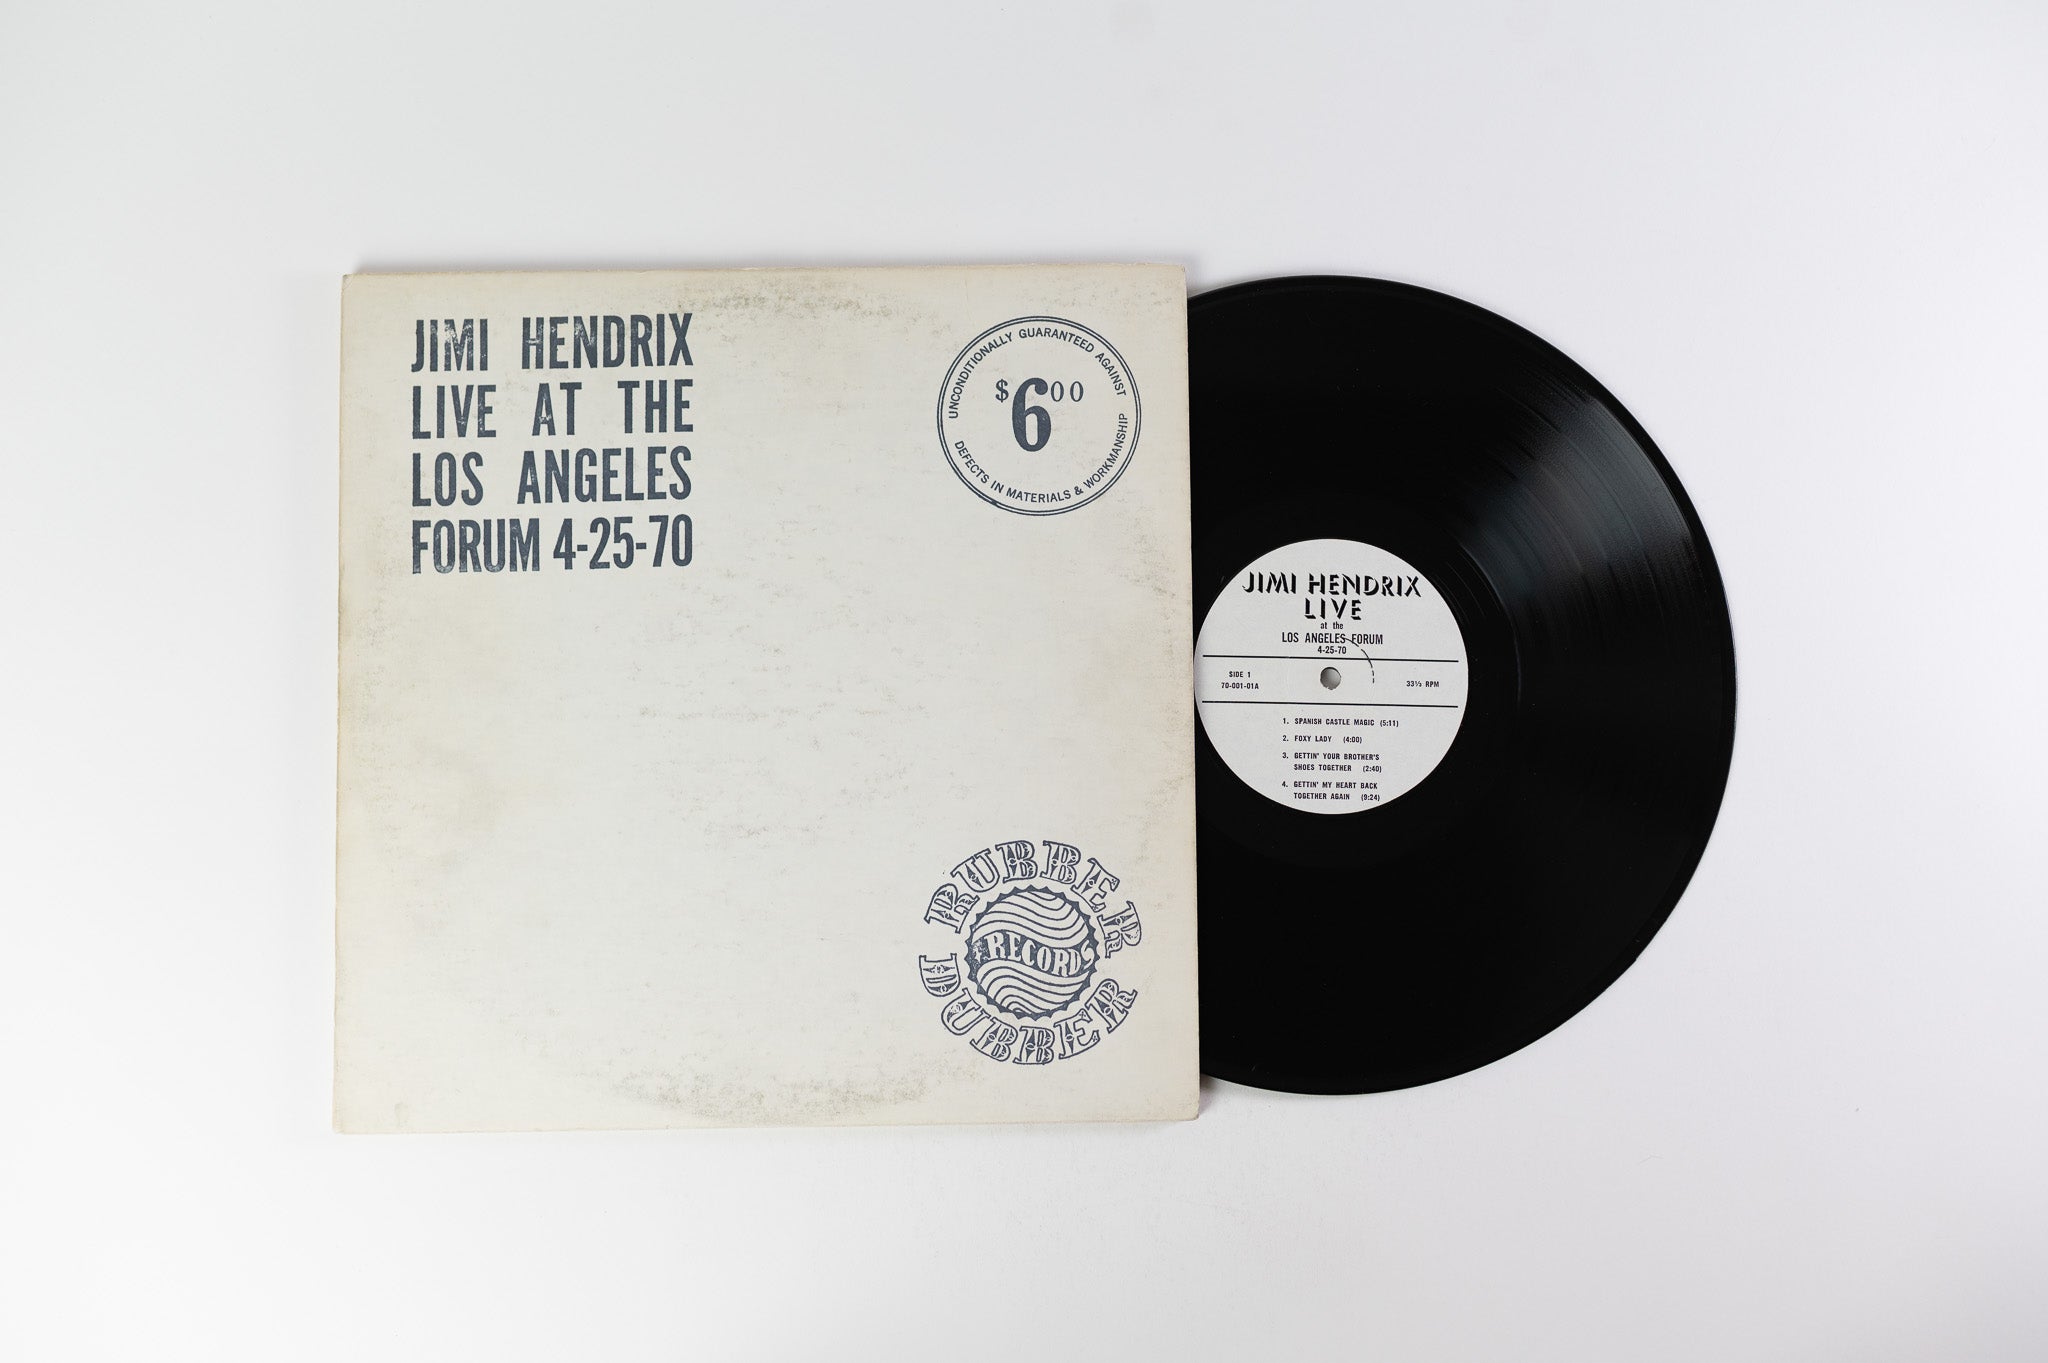 JIMI HENDRIX
LIVE AT THE
LOS ANGELES
FORUM 4-25-70
UNCONDITIONALLY GUARANTEED AGAINST
$6 00
DEFECTS IN MATERIALS & WORKMANSHIP
RUBBER
RECORDS
DUBBER
JIMI HENDRIX
LIVE
at the
LOS ANGELES FORUM
4-25-70
SIDE 1
70-001-01A
33⅓ RPM
1. SPANISH CASTLE MAGIC (5:11)
2. FOXY LADY (4:00)
3. GETTIN' YOUR BROTHER'S
SHOES TOGETHER (2:40)
4. GETTIN' MY HEART BACK
TOGETHER AGAIN (9:24)